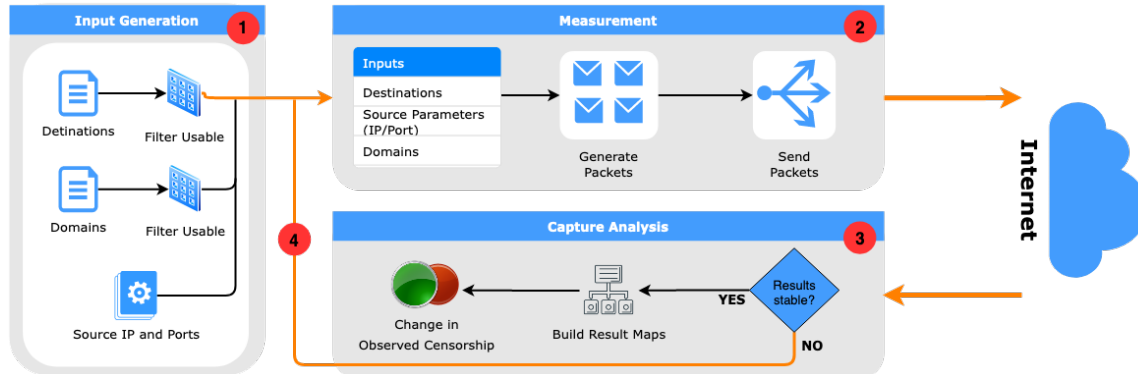 Input Generation
1
Detinations
Filter Usable
Domains
Filter Usable
Source IP and Ports
Measurement
2
Inputs
Destinations
Source Parameters
(IP/Port)
Domains
Generate
Packets
Send
Packets
Internet
Capture Analysis
3
4
Results
stable?
YES
NO
Build Result Maps
Change in
Observed Censorship